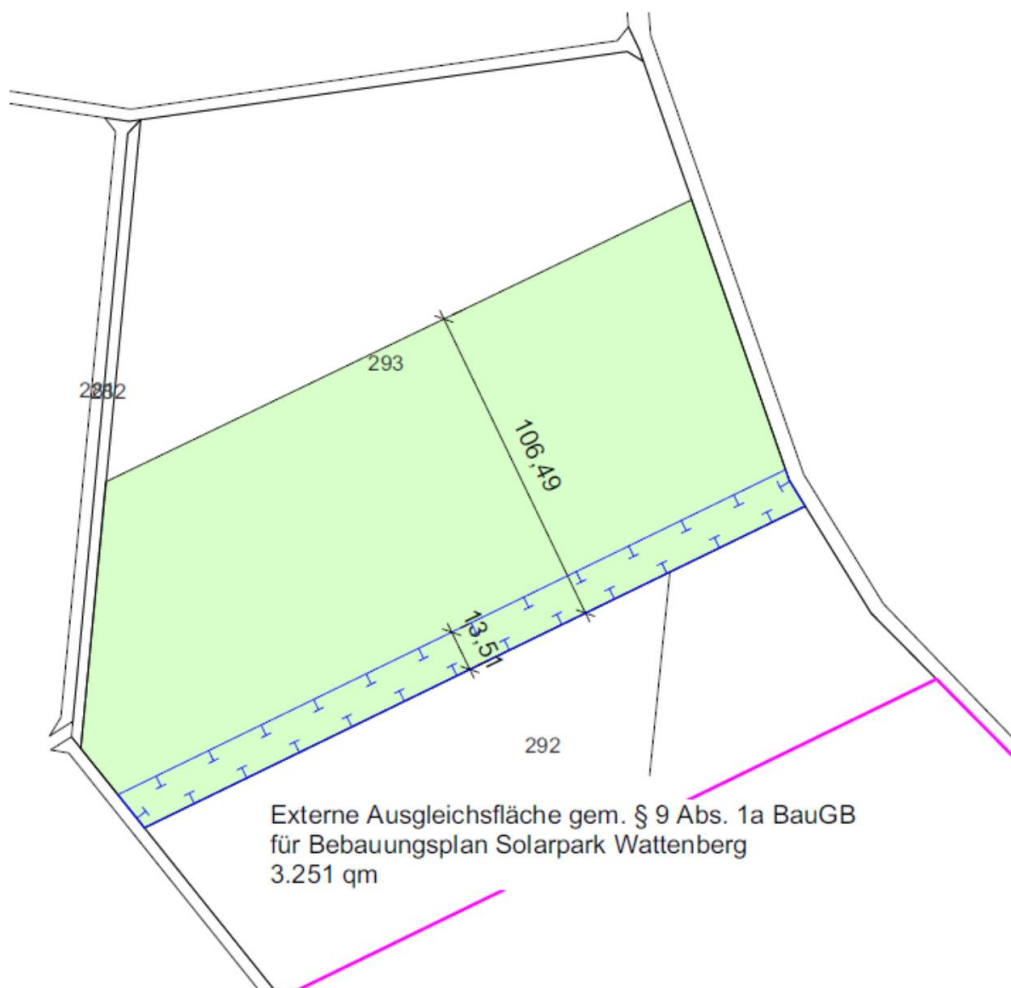 293
106,49
13,51
292
Externe Ausgleichsfläche gem. § 9 Abs. 1a BauGB
für Bebauungsplan Solarpark Wattenberg
3.251 qm